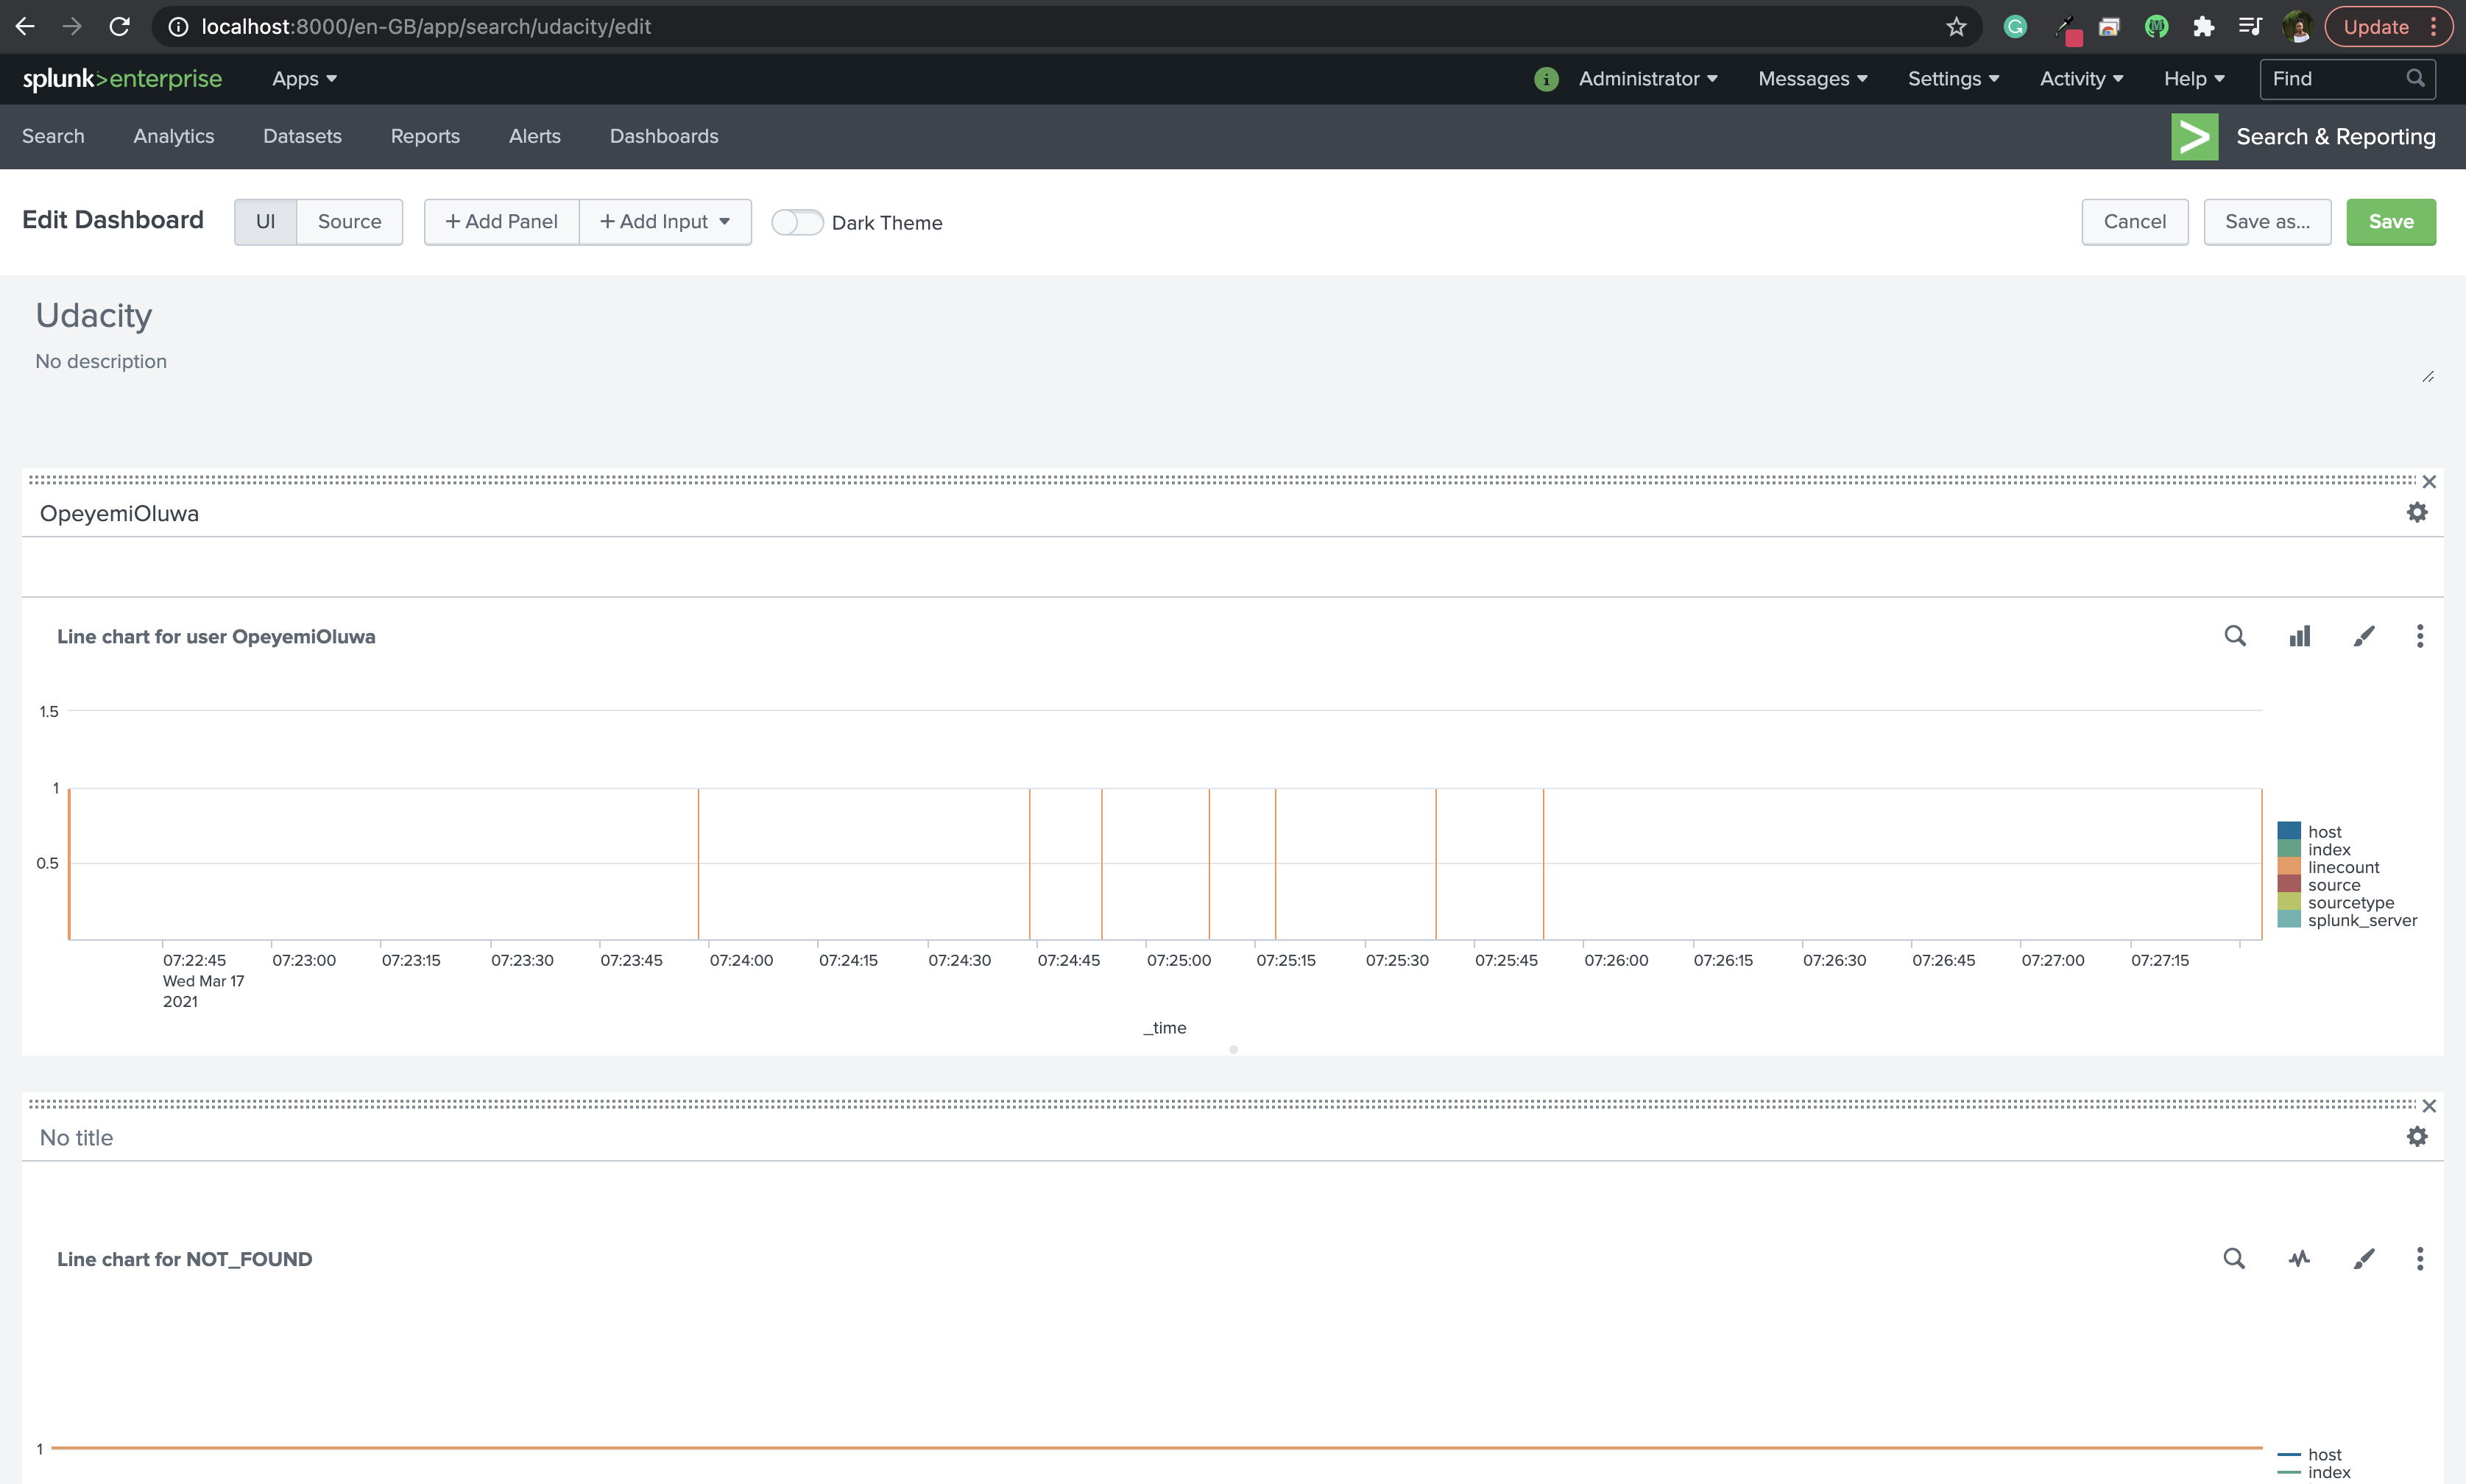 localhost:8000/en-GB/app/search/udacity/edit
Update
splunk>enterprise Apps
i Administrator Messages Settings Activity Help Find
Search Analytics Datasets Reports Alerts Dashboards
> Search & Reporting
Edit Dashboard UI Source + Add Panel + Add Input Dark Theme Cancel Save as... Save
Udacity
No description
OpeyemiOluwa
Line chart for user OpeyemiOluwa
1.5
1
0.5
host
index
linecount
source
sourcetype
splunk_server
07:22:45 07:23:00 07:23:15 07:23:30 07:23:45 07:24:00 07:24:15 07:24:30 07:24:45 07:25:00 07:25:15 07:25:30 07:25:45 07:26:00 07:26:15 07:26:30 07:26:45 07:27:00 07:27:15
Wed Mar 17
2021
_time
No title
Line chart for NOT_FOUND
1
host
index